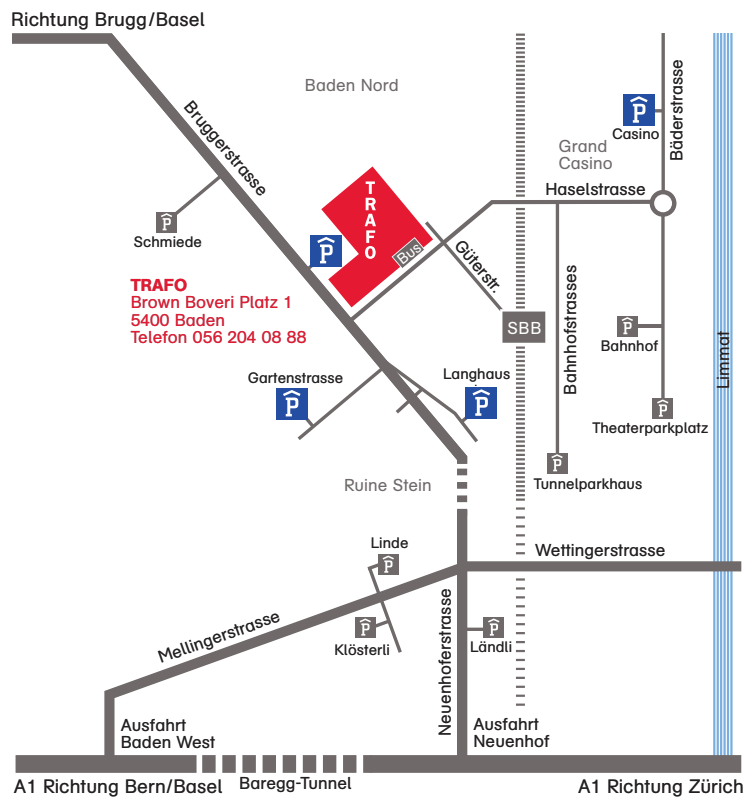 Richtung Brugg/Basel
Baden Nord
Bruggerstrasse
P
Casino
Bäderstrasse
Grand
Casino
Haselstrasse
TRAFO
P
Schmiede
P
Bus
Güterstr.
TRAFO
Brown Boveri Platz 1
5400 Baden
Telefon 056 204 08 88
SBB
Bahnhofstrasses
P
Bahnhof
Limmat
Gartenstrasse
P
Langhaus
P
P
Theaterparkplatz
P
Tunnelparkhaus
Ruine Stein
Linde
P
Wettingerstrasse
Mellingerstrasse
P
Klösterli
Neuenhoferstrasse
P
Ländli
Ausfahrt
Baden West
Ausfahrt
Neuenhof
A1 Richtung Bern/Basel
Baregg-Tunnel
A1 Richtung Zürich